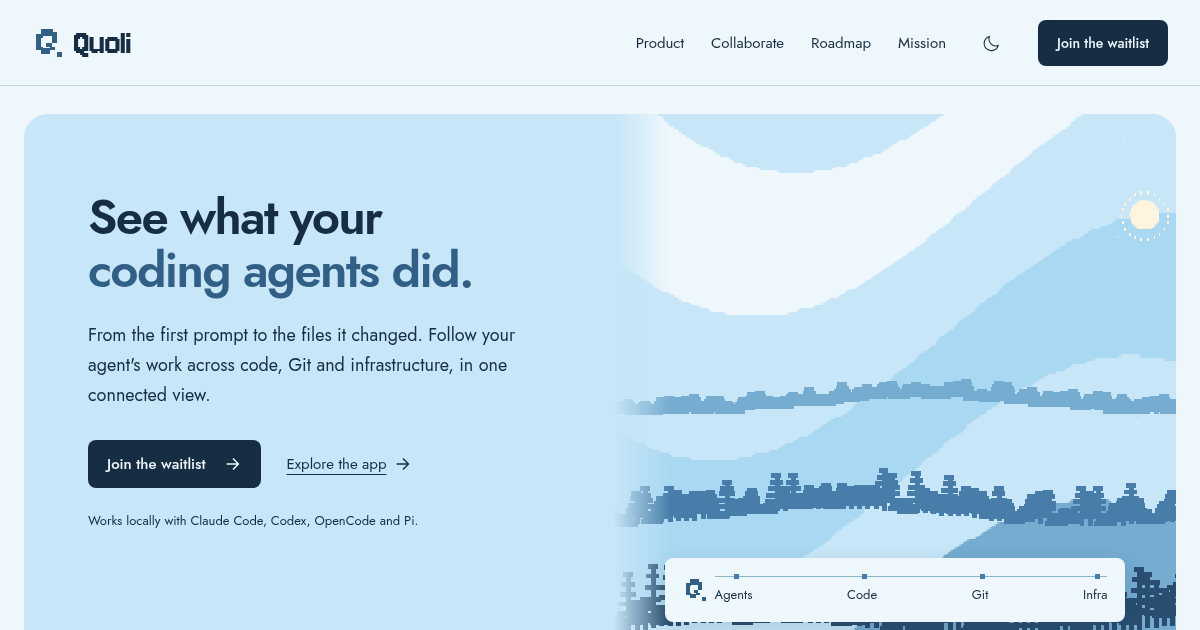 Quoli
Product
Collaborate
Roadmap
Mission
Join the waitlist
See what your
coding agents did.
From the first prompt to the files it changed. Follow your
agent's work across code, Git and infrastructure, in one
connected view.
Join the waitlist
Explore the app
Works locally with Claude Code, Codex, OpenCode and Pi.
Agents
Code
Git
Infra